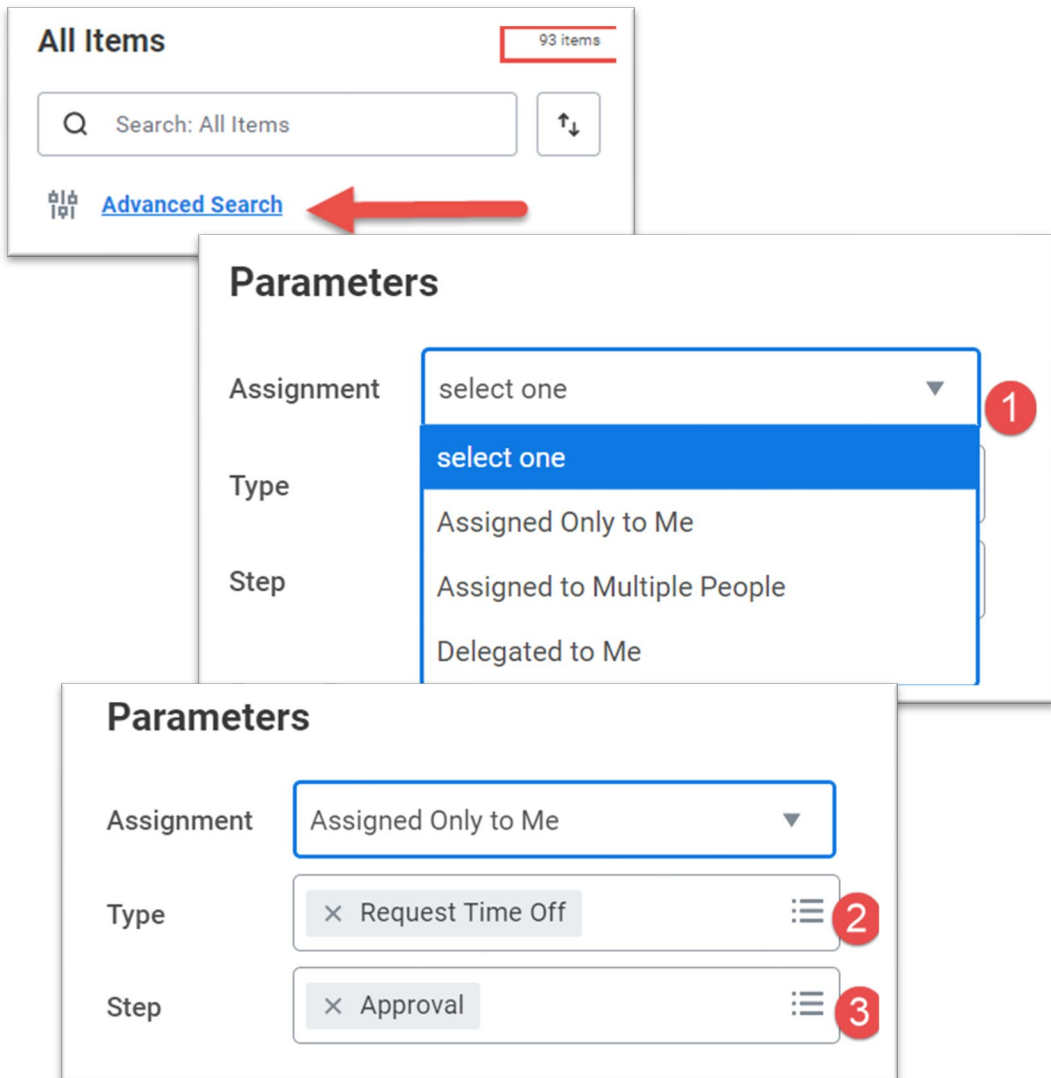 All Items
93 items
Search: All Items
Advanced Search
Parameters
Assignment
select one
1
select one
Type
Assigned Only to Me
Step
Assigned to Multiple People
Delegated to Me
Parameters
Assignment
Assigned Only to Me
Type
× Request Time Off
2
Step
× Approval
3